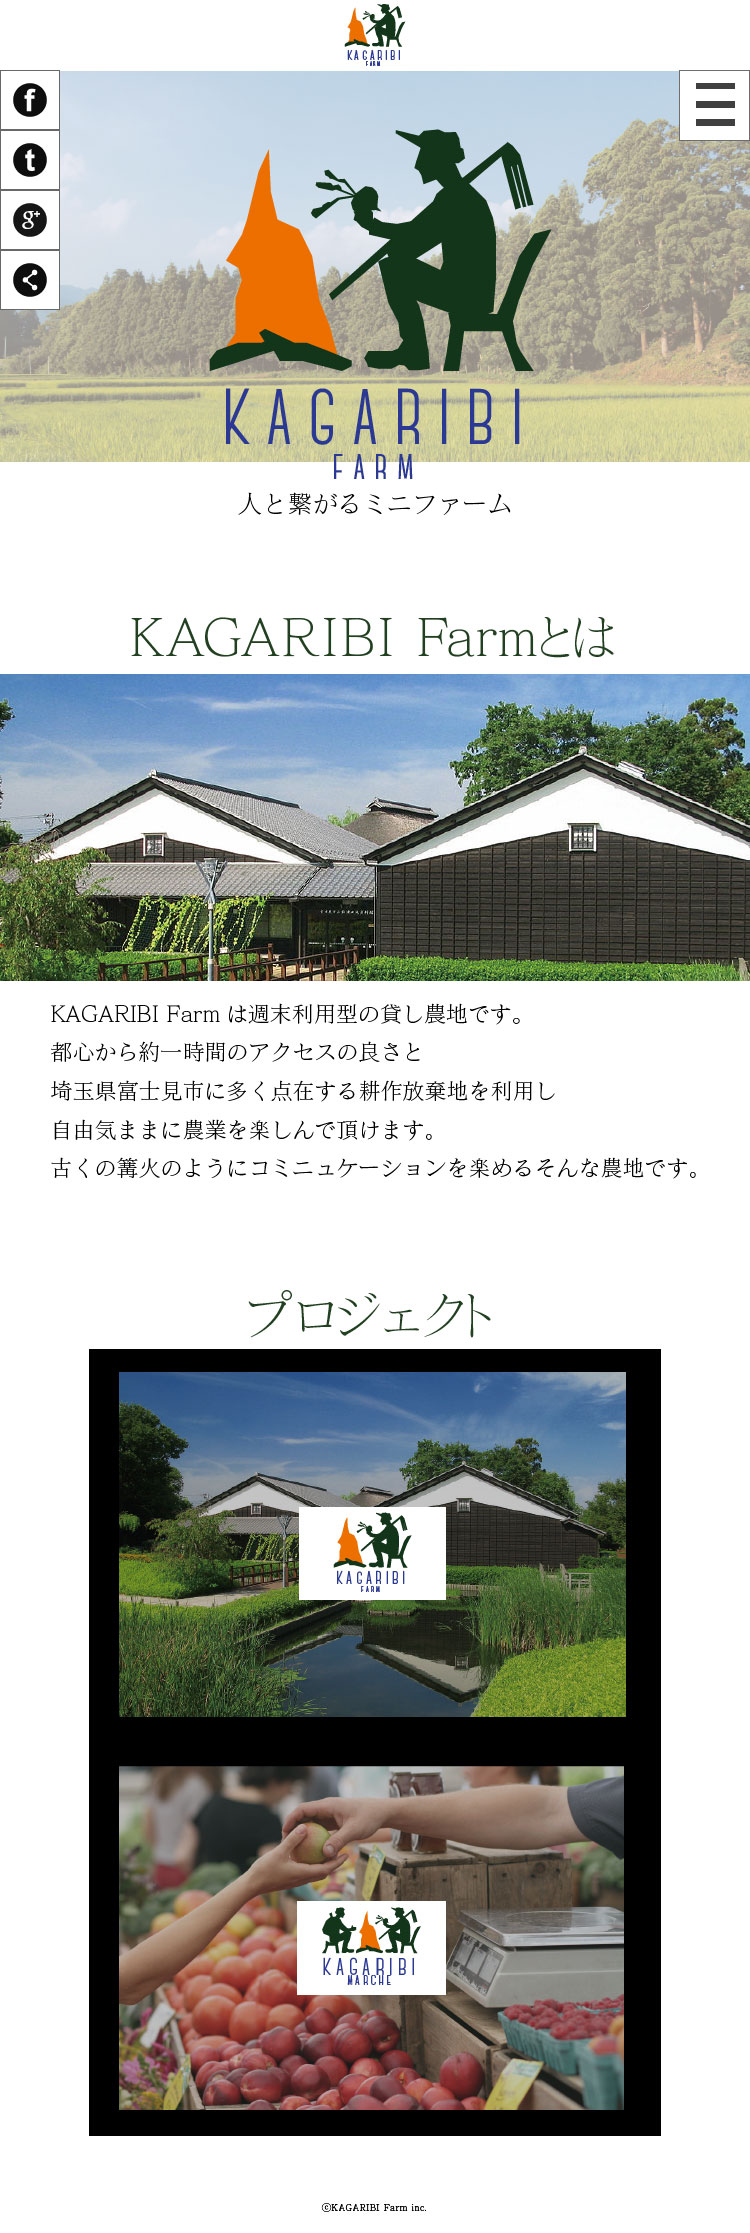 KAGARIBI
FARM
f
t
g+
KAGARIBI
FARM
人と繋がるミニファーム
KAGARIBI Farmとは
KAGARIBI Farm は週末利用型の貸し農地です。
都心から約一時間のアクセスの良さと
埼玉県富士見市に多く点在する耕作放棄地を利用し
自由気ままに農業を楽しんで頂けます。
古くの篝火のようにコミニュケーションを楽めるそんな農地です。
プロジェクト
KAGARIBI
FARM
KAGARIBI
MARCHE
©KAGARIBI Farm inc.